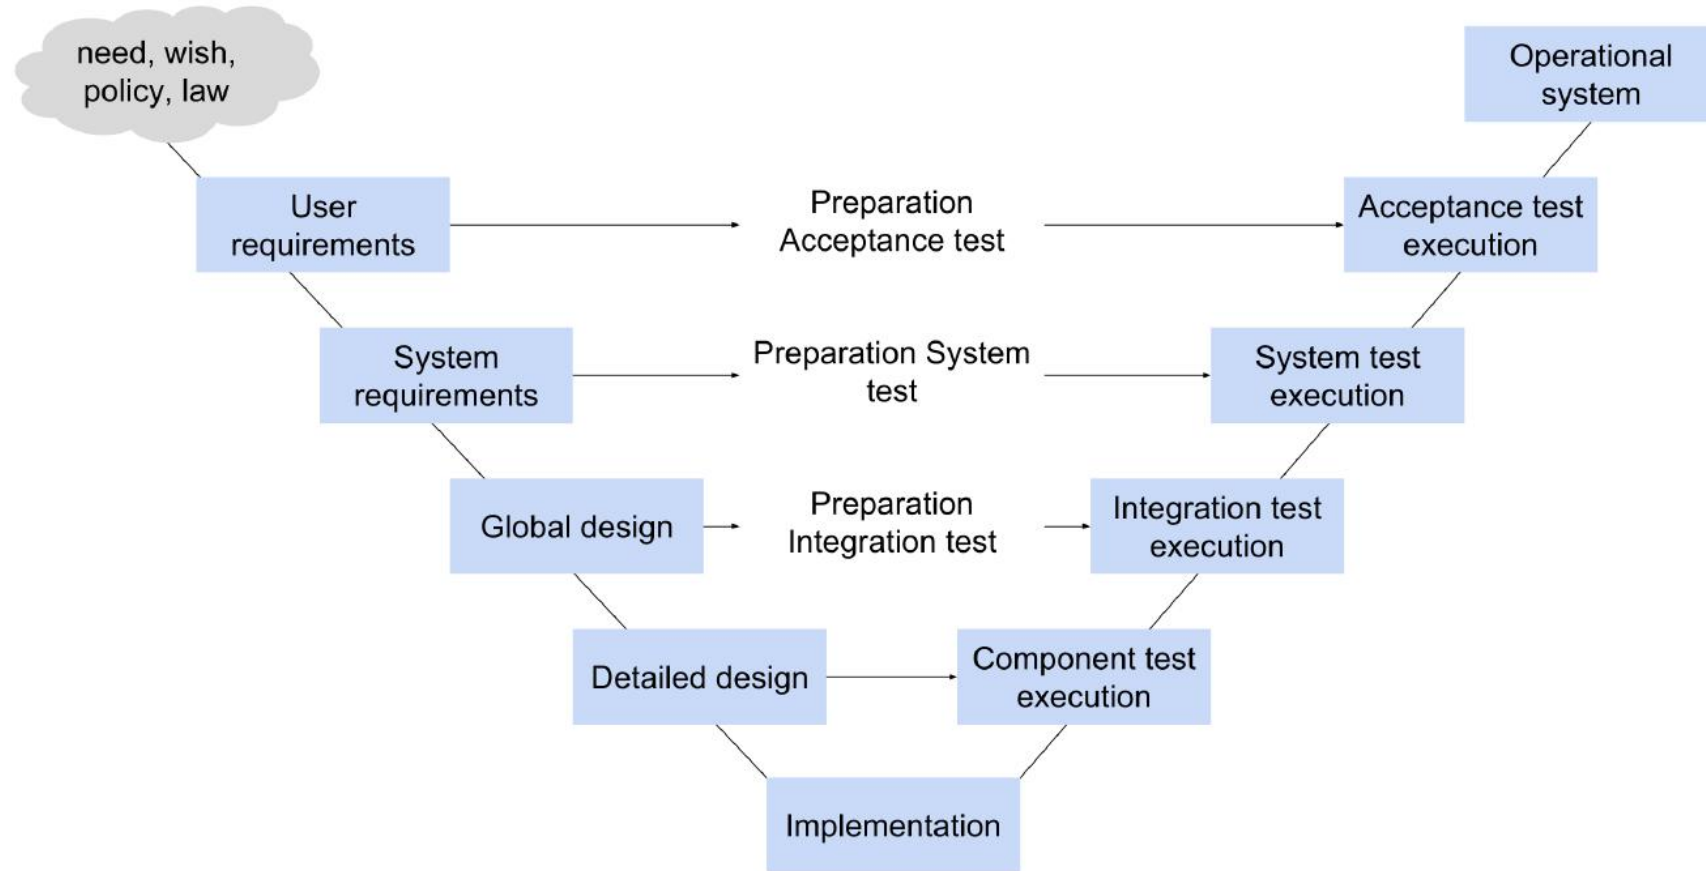 need, wish,
policy, law
Operational
system
User
requirements
Preparation
Acceptance test
Acceptance test
execution
System
requirements
Preparation System
test
System test
execution
Global design
Preparation
Integration test
Integration test
execution
Detailed design
Component test
execution
Implementation